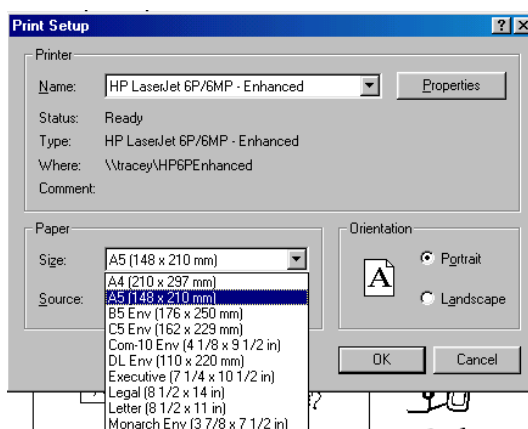 Print Setup
Printer
Name: HP LaserJet 6P/6MP - Enhanced Properties
Status: Ready
Type: HP LaserJet 6P/6MP - Enhanced
Where: \\tracey\HP6PEnhanced
Comment:
Paper
Orientation
Size: A5 (148 x 210 mm)
Portrait
A4 (210 x 297 mm)
A5 (148 x 210 mm)
Source:
A
Landscape
B5 Env (176 x 250 mm)
C5 Env (162 x 229 mm)
Com-10 Env (4 1/8 x 9 1/2 in)
DL Env (110 x 220 mm)
OK Cancel
Executive (7 1/4 x 10 1/2 in)
Legal (8 1/2 x 14 in)
Letter (8 1/2 x 11 in)
Monarch Env (3 7/8 x 7 1/2 in)